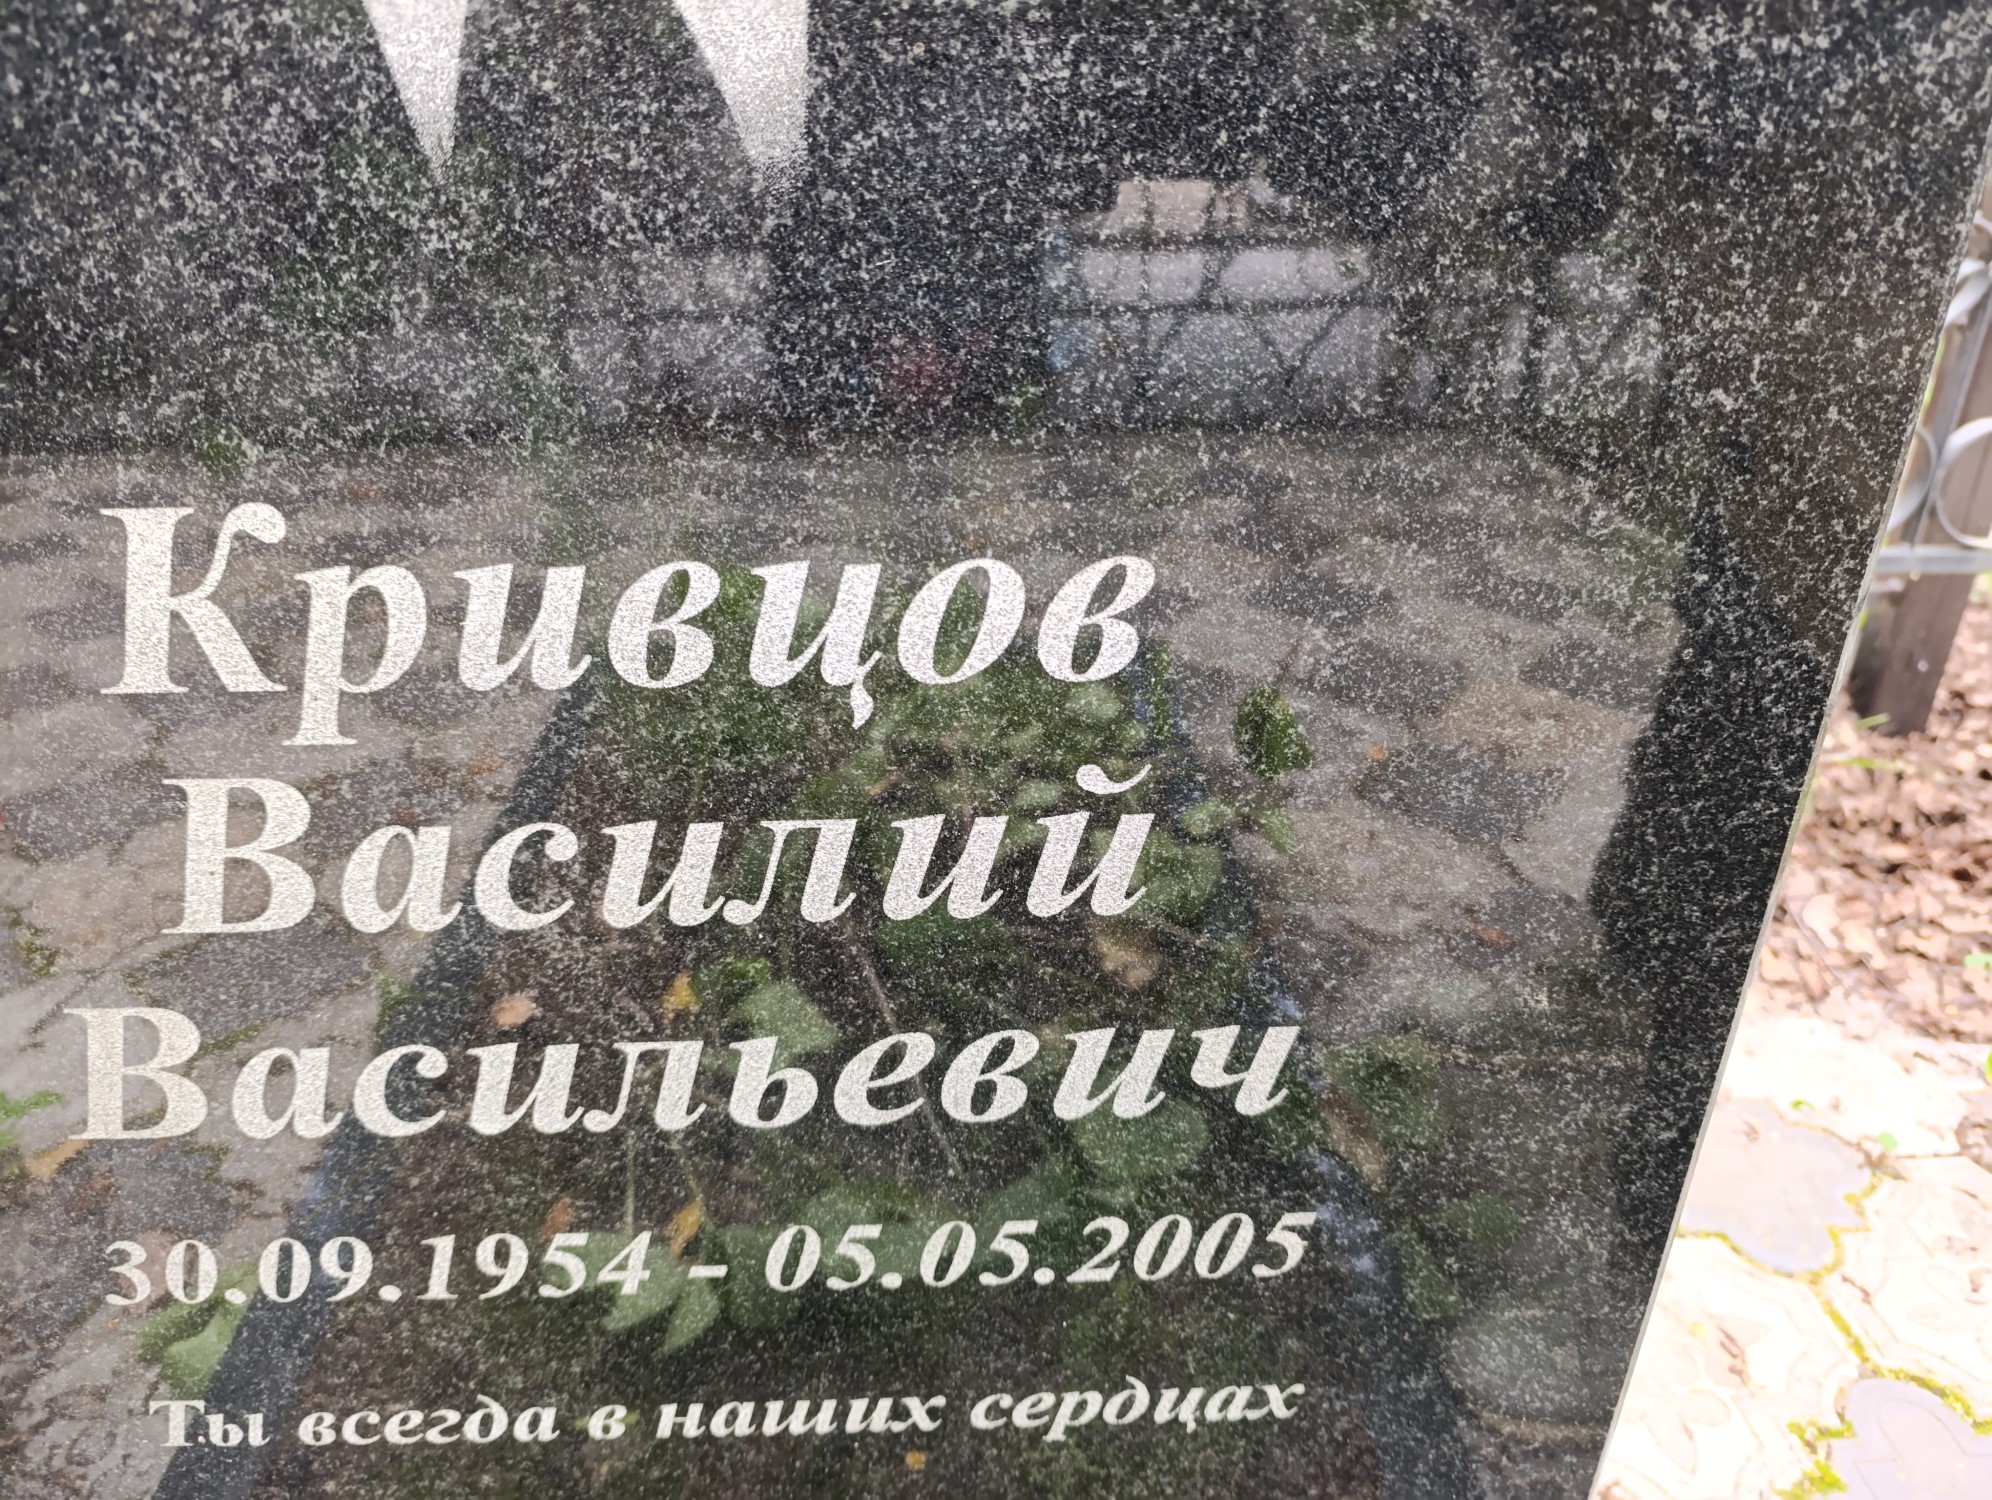 Кривцов
Василий
Васильевич
30.09.1954 - 05.05.2005
Ты всегда в наших сердцах